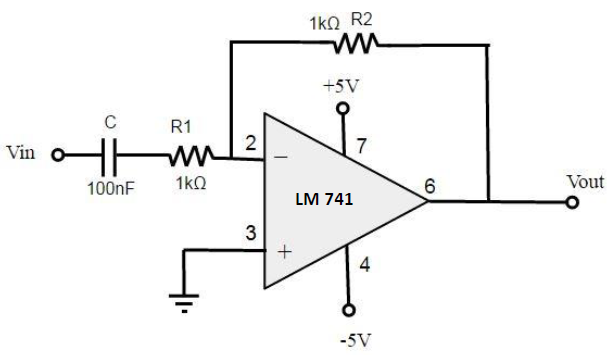 1kΩ R2
+5V
C
R1
Vin
2
7
−
100nF
1kΩ
LM 741
6
Vout
3
+
4
-5V